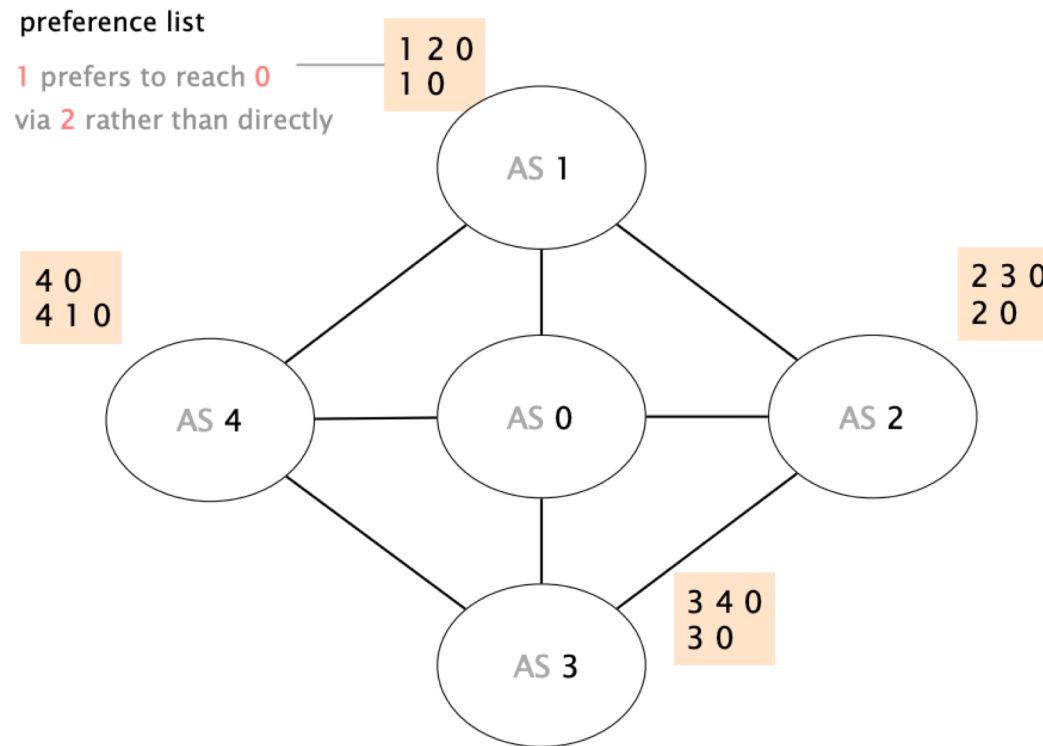 preference list
1 prefers to reach 0
via 2 rather than directly
1 2 0
1 0
AS 1
4 0
4 1 0
2 3 0
2 0
AS 4
AS 0
AS 2
3 4 0
3 0
AS 3